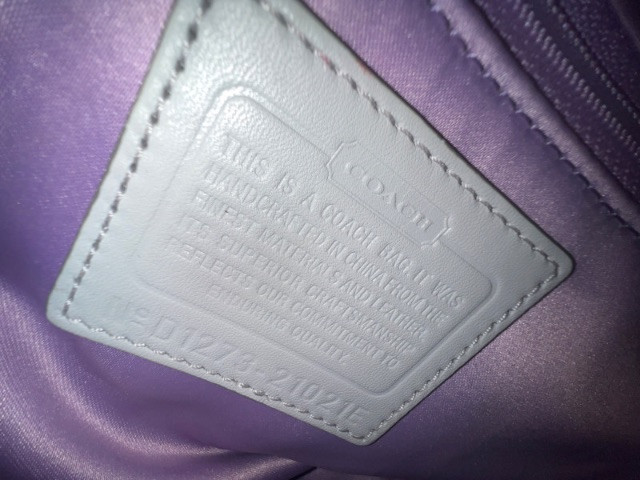 COACH
THIS IS A COACH BAG. IT WAS
HANDCRAFTED IN CHINA FROM THE
FINEST MATERIALS AND LEATHER.
ITS SUPERIOR CRAFTSMANSHIP
REFLECTS OUR COMMITMENT TO
ENDURING QUALITY.
No. D1273-21021E